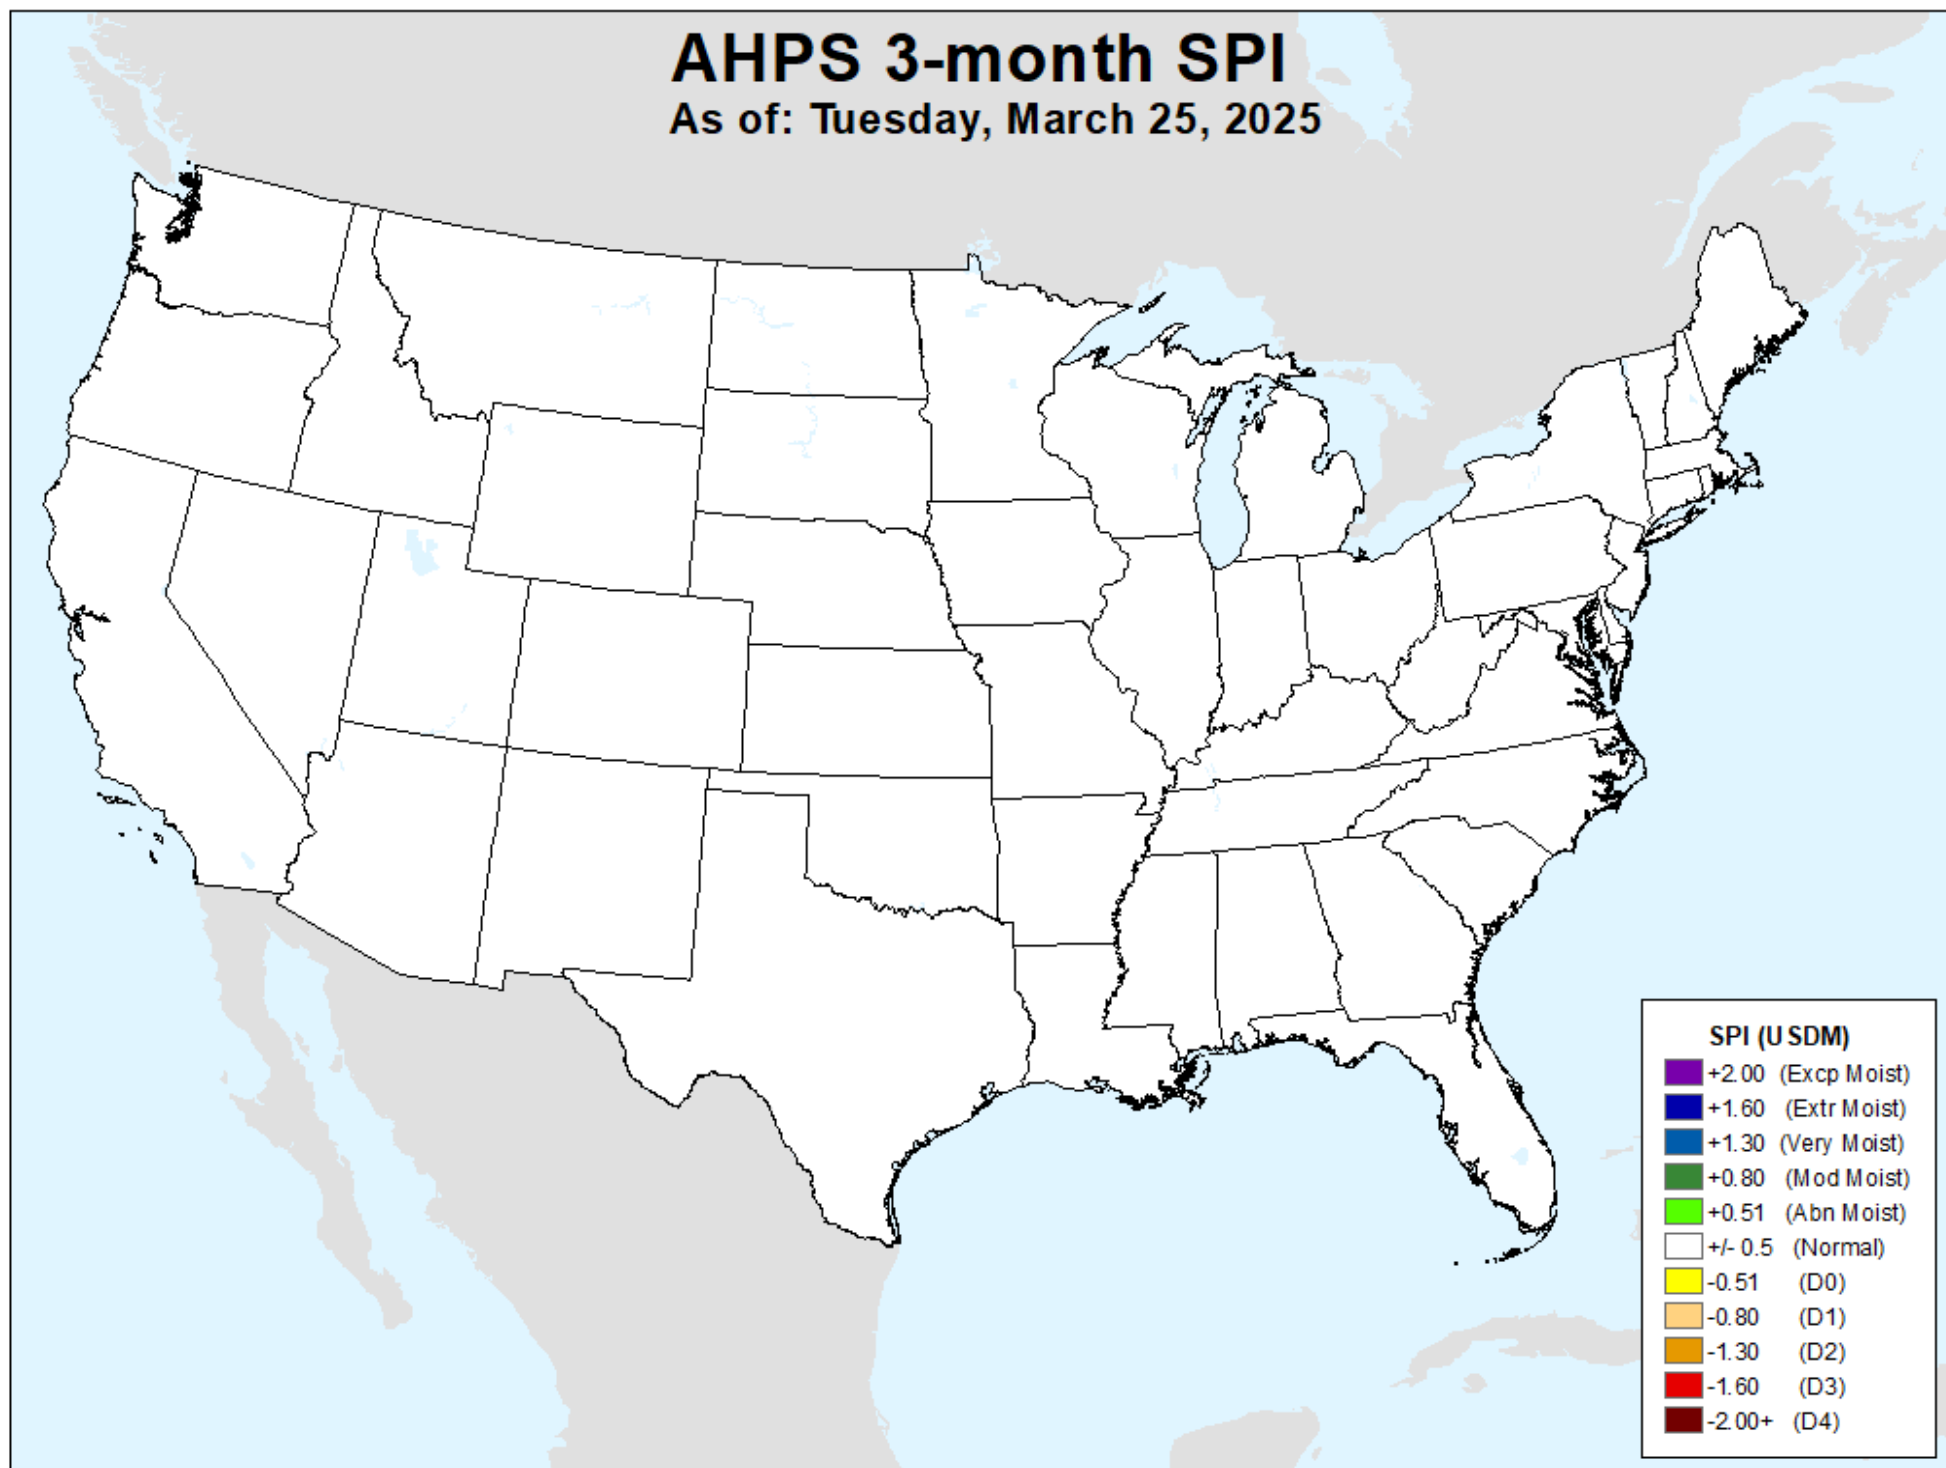 AHPS 3-month SPI
As of: Tuesday, March 25, 2025
SPI (USDM)
+2.00 (Excp Moist)
+1.60 (Extr Moist)
+1.30 (Very Moist)
+0.80 (Mod Moist)
+0.51 (Abn Moist)
+/- 0.5 (Normal)
-0.51 (D0)
-0.80 (D1)
-1.30 (D2)
-1.60 (D3)
-2.00+ (D4)